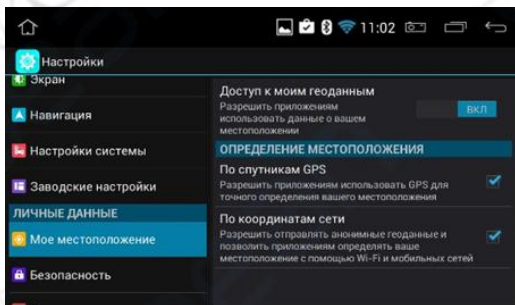 11:02
Настройки
Экран
Навигация
Настройки системы
Заводские настройки
ЛИЧНЫЕ ДАННЫЕ
Мое местоположение
Безопасность
Доступ к моим геоданным
Разрешить приложениям
использовать данные о вашем
местоположении
ВКЛ
ОПРЕДЕЛЕНИЕ МЕСТОПОЛОЖЕНИЯ
По спутникам GPS
Разрешить приложениям использовать GPS для
точного определения вашего местоположения
По координатам сети
Разрешить отправлять анонимные геоданные и
позволить приложениям определять ваше
местоположение с помощью Wi-Fi и мобильных сетей